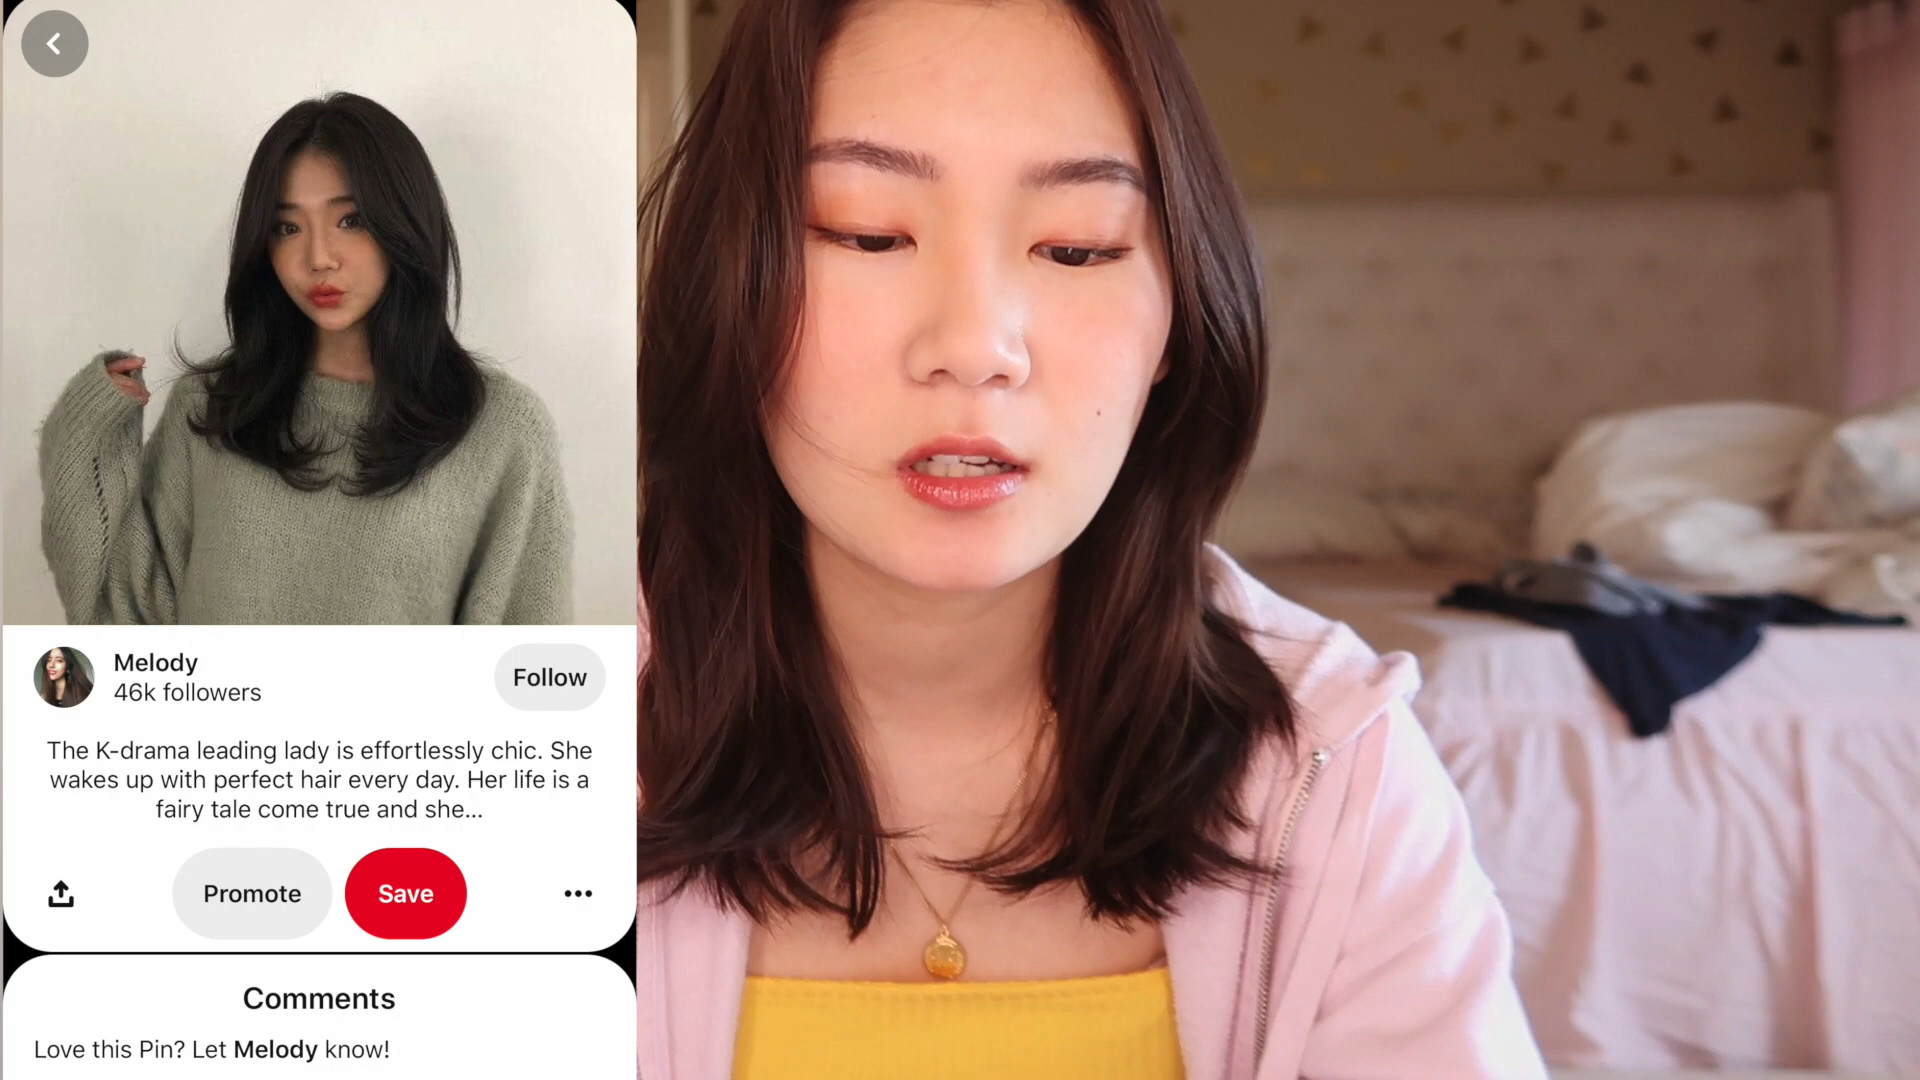 Melody
46k followers
Follow
The K-drama leading lady is effortlessly chic. She
wakes up with perfect hair every day. Her life is a
fairy tale come true and she...
Promote
Save
Comments
Love this Pin? Let Melody know!